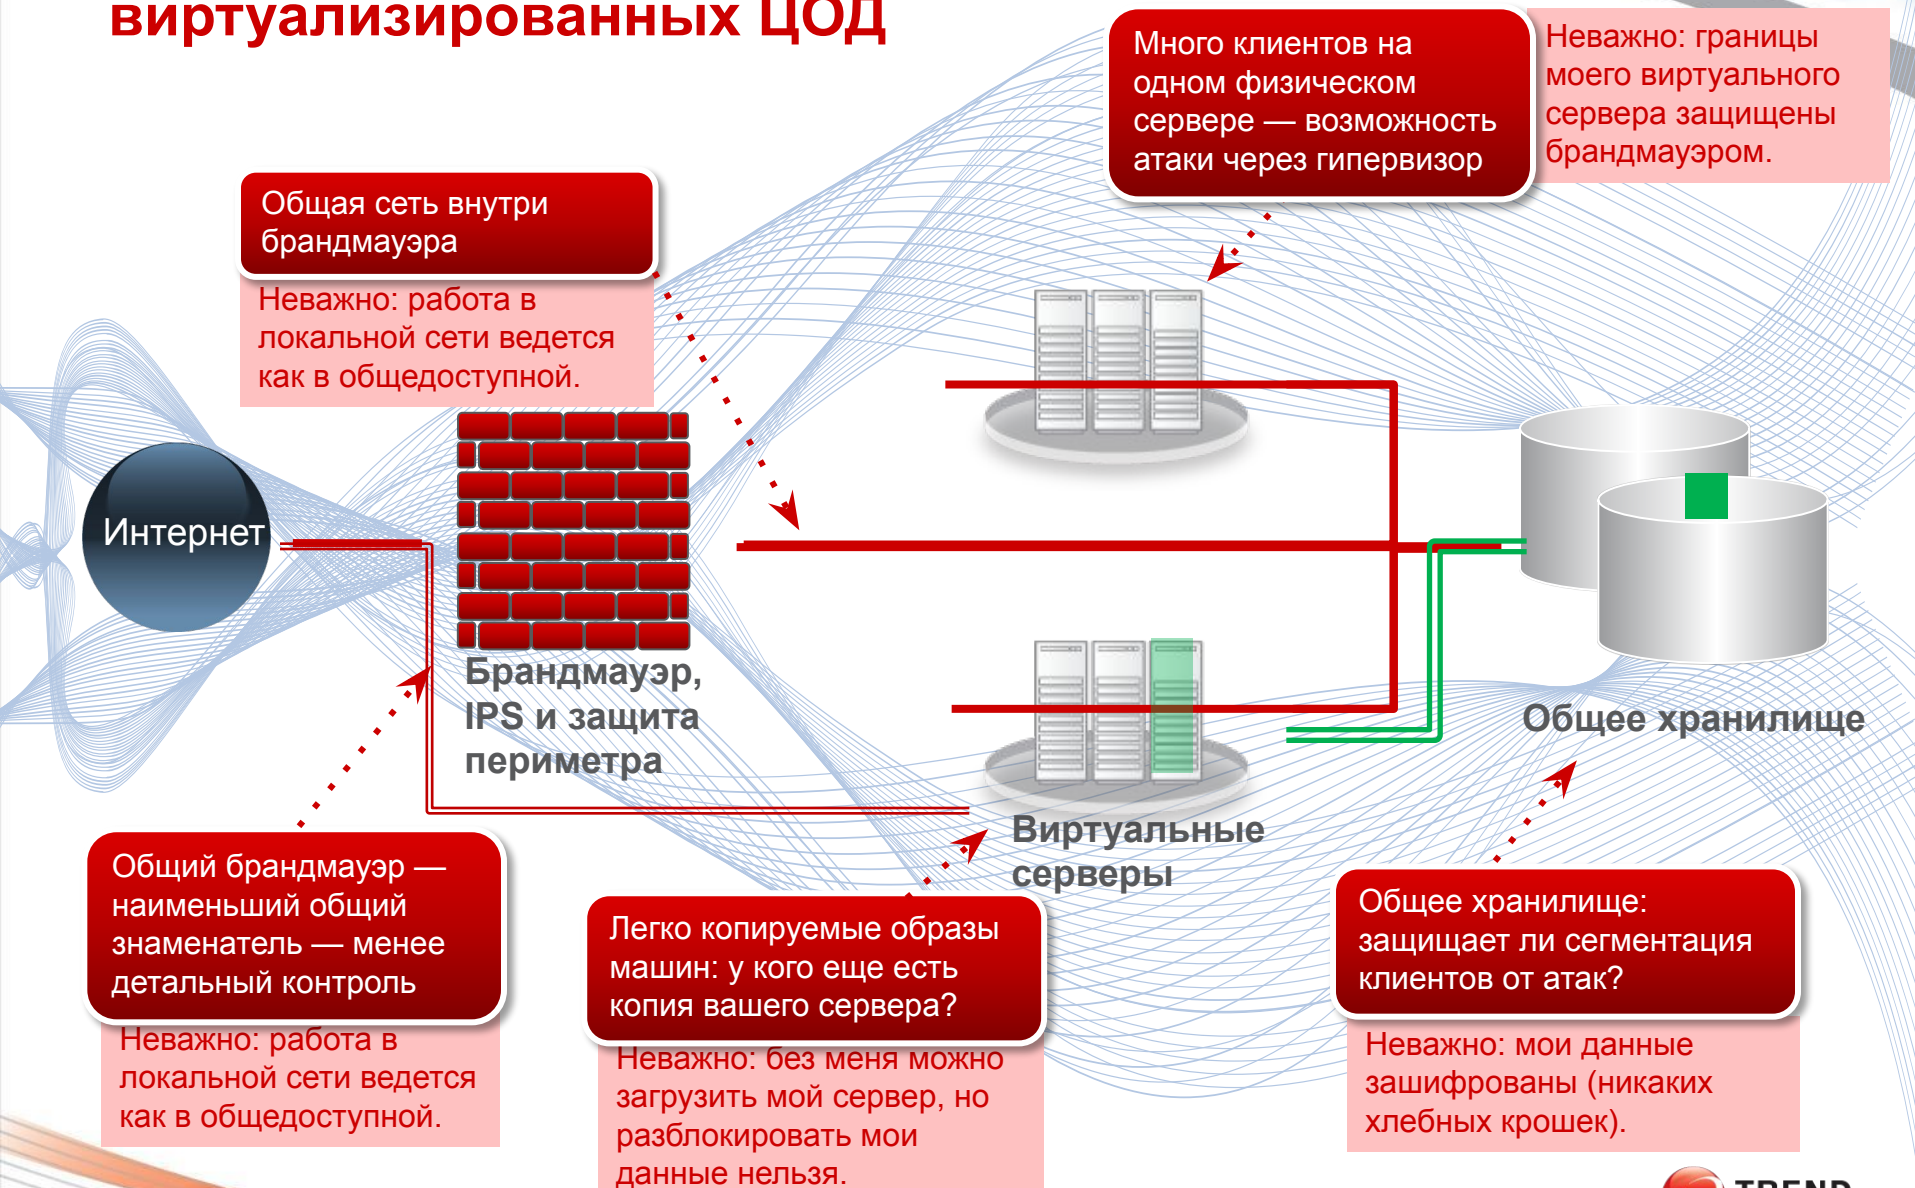 виртуализированных ЦОД
Много клиентов на
одном физическом
сервере — возможность
атаки через гипервизор
Неважно: границы
моего виртуального
сервера защищены
брандмауэром.
Общая сеть внутри
брандмауэра
Неважно: работа в
локальной сети ведется
как в общедоступной.
Интернет
Брандмауэр,
IPS и защита
периметра
Общее хранилище
Виртуальные
серверы
Общий брандмауэр —
наименьший общий
знаменатель — менее
детальный контроль
Неважно: работа в
локальной сети ведется
как в общедоступной.
Легко копируемые образы
машин: у кого еще есть
копия вашего сервера?
Неважно: без меня можно
загрузить мой сервер, но
разблокировать мои
данные нельзя.
Общее хранилище:
защищает ли сегментация
клиентов от атак?
Неважно: мои данные
зашифрованы (никаких
хлебных крошек).
TREND